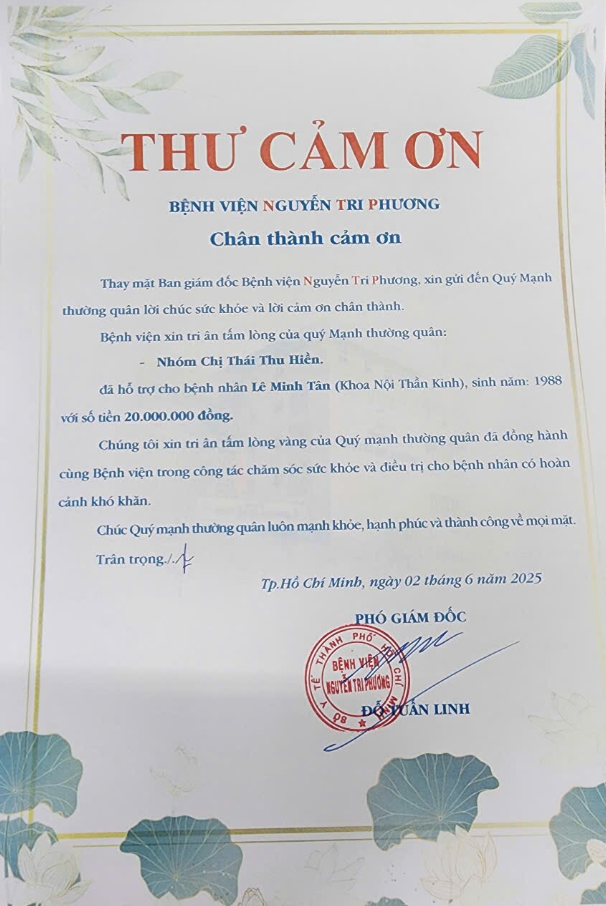 THƯ CẢM ƠN
BỆNH VIỆN NGUYỄN TRI PHƯƠNG
Chân thành cảm ơn
Thay mặt Ban giám đốc Bệnh viện Nguyễn Tri Phương, xin gửi đến Quý Mạnh
thường quân lời chúc sức khỏe và lời cảm ơn chân thành.
Bệnh viện xin tri ân tấm lòng của quý Mạnh thường quân:
- Nhóm Chị Thái Thu Hiền.
đã hỗ trợ cho bệnh nhân Lê Minh Tân (Khoa Nội Thần Kinh), sinh năm: 1988
với số tiền 20.000.000 đồng.
Chúng tôi xin tri ân tấm lòng vàng của Quý mạnh thường quân đã đồng hành
cùng Bệnh viện trong công tác chăm sóc sức khỏe và điều trị cho bệnh nhân có hoàn
cảnh khó khăn.
Chúc Quý mạnh thường quân luôn mạnh khỏe, hạnh phúc và thành công về mọi mặt.
Trân trọng./.
Tp.Hồ Chí Minh, ngày 02 tháng 6 năm 2025
PHÓ GIÁM ĐỐC
SỞ Y TẾ THÀNH PHỐ HỒ CHÍ MINH
BỆNH VIỆN
NGUYỄN TRI PHƯƠNG
ĐỖ TUẤN LINH